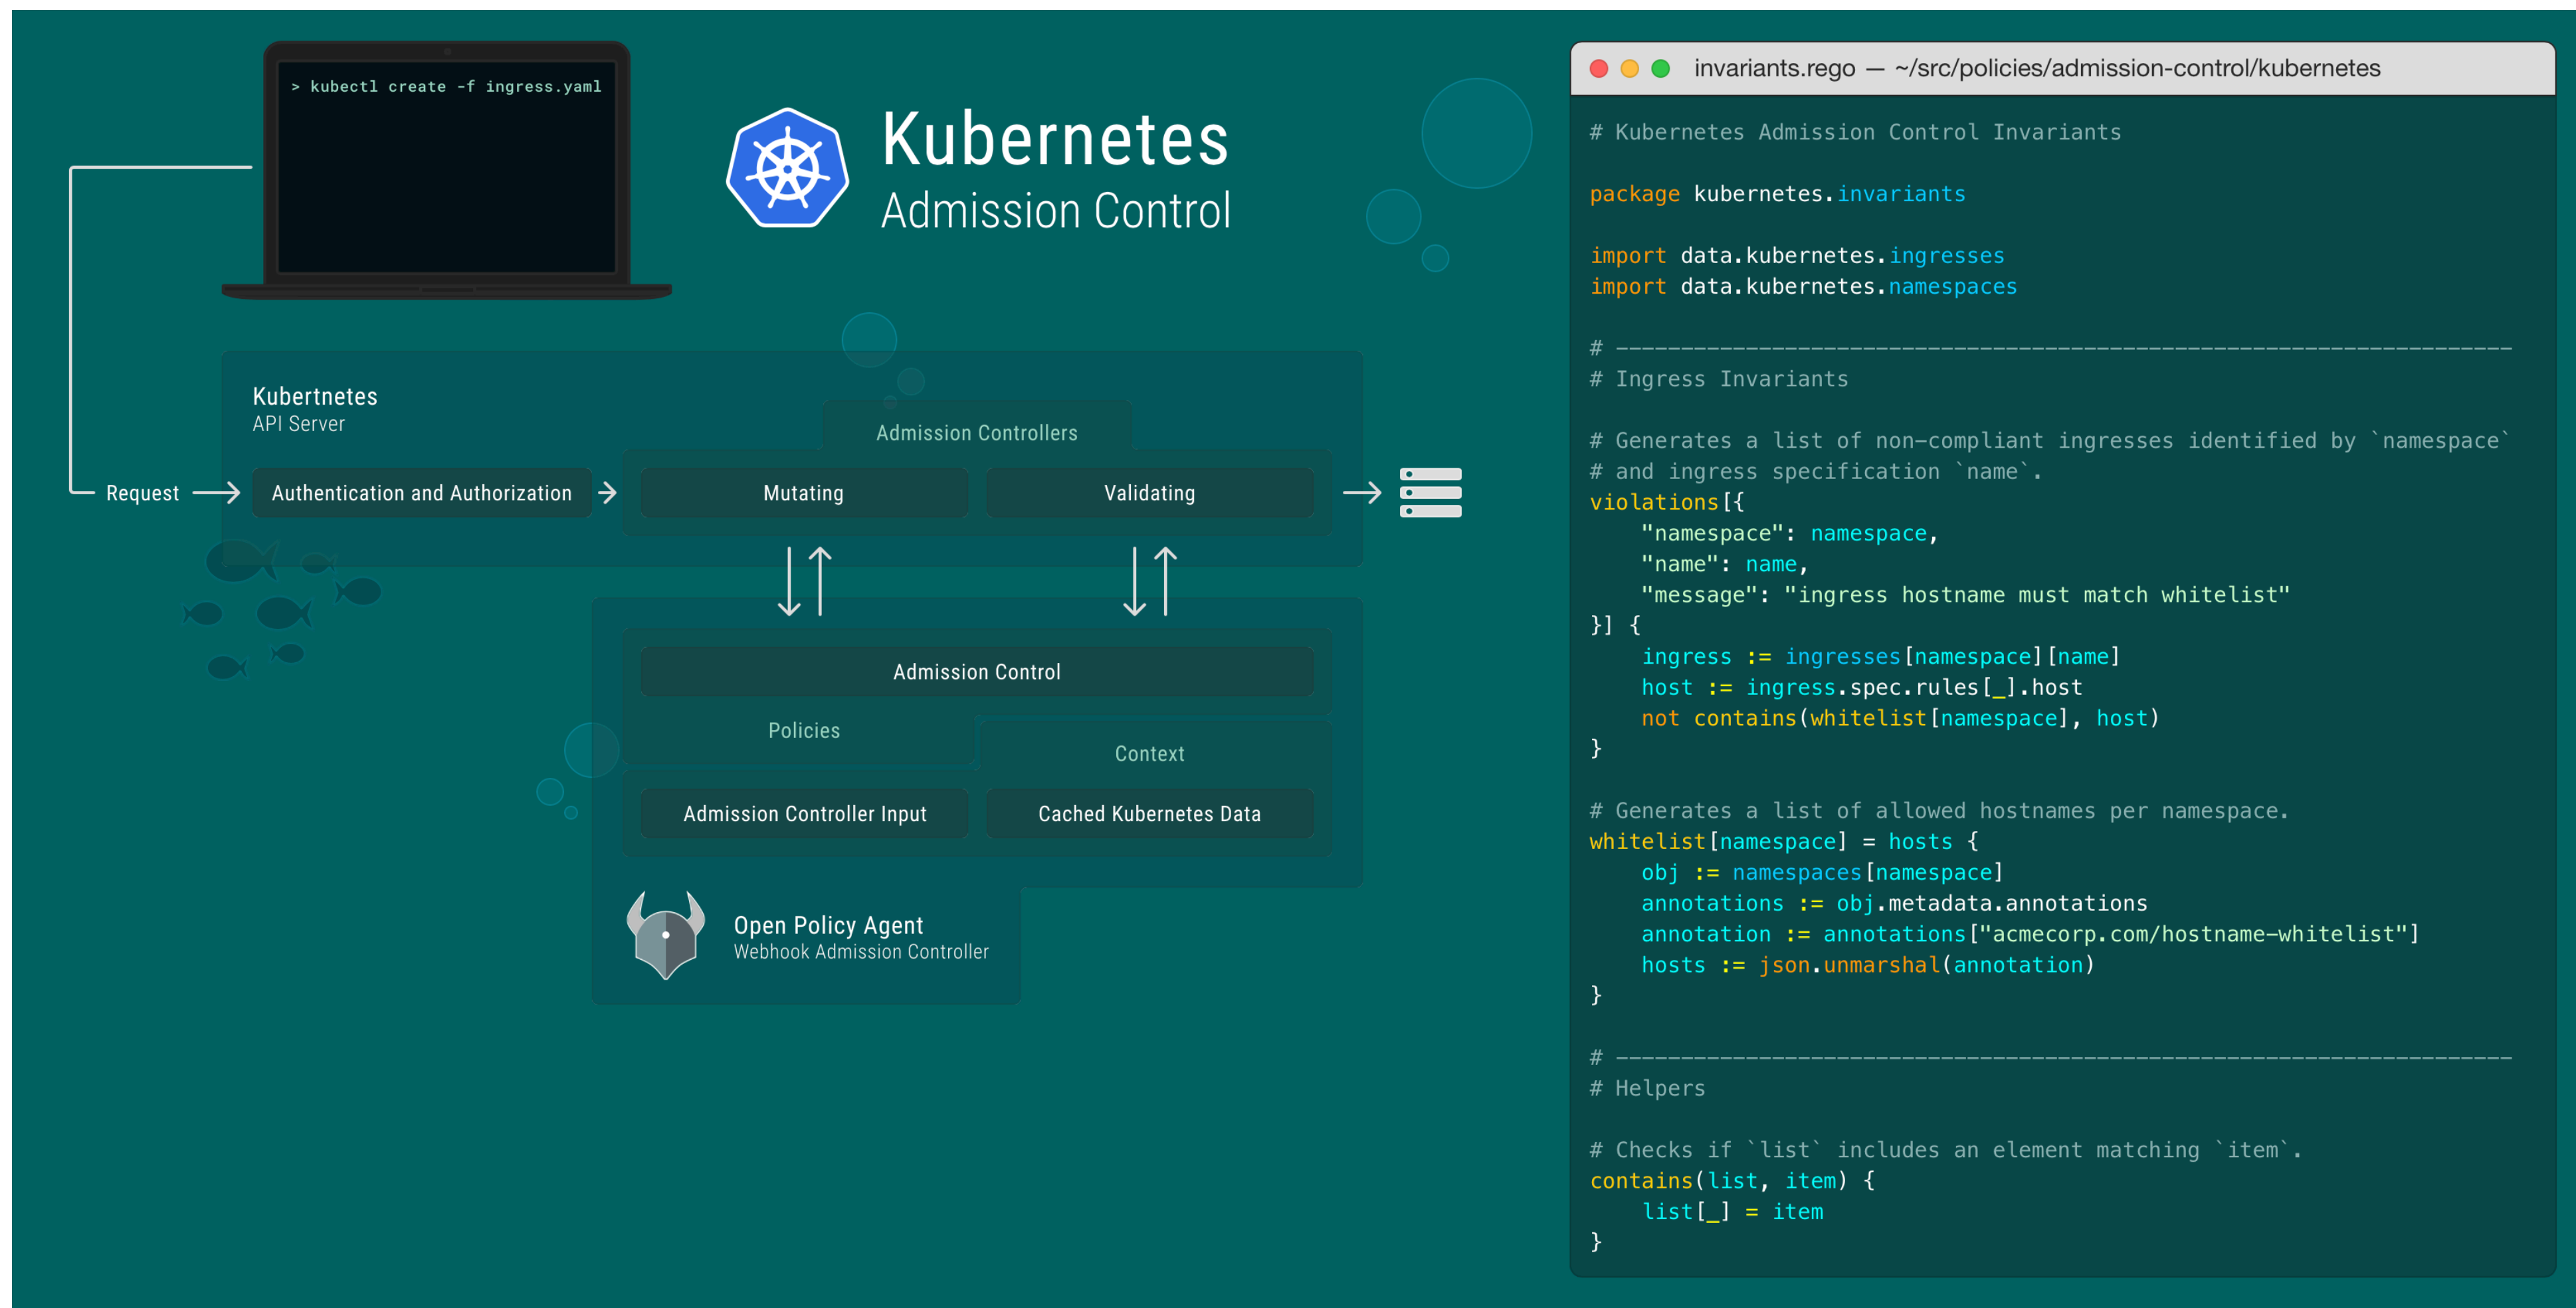 > kubectl create -f ingress.yaml
Kubernetes
Admission Control
Kubertnetes
API Server
Admission Controllers
Request
Authentication and Authorization
Mutating
Validating
Admission Control
Policies
Context
Admission Controller Input
Cached Kubernetes Data
Open Policy Agent
Webhook Admission Controller
invariants.rego — ~/src/policies/admission-control/kubernetes
# Kubernetes Admission Control Invariants
package kubernetes.invariants
import data.kubernetes.ingresses
import data.kubernetes.namespaces
# ---------------------------------------------------------------------
# Ingress Invariants
# Generates a list of non-compliant ingresses identified by `namespace`
# and ingress specification `name`.
violations[{
    "namespace": namespace,
    "name": name,
    "message": "ingress hostname must match whitelist"
}] {
    ingress := ingresses[namespace][name]
    host := ingress.spec.rules[_].host
    not contains(whitelist[namespace], host)
}
# Generates a list of allowed hostnames per namespace.
whitelist[namespace] = hosts {
    obj := namespaces[namespace]
    annotations := obj.metadata.annotations
    annotation := annotations["acmecorp.com/hostname-whitelist"]
    hosts := json.unmarshal(annotation)
}
# ---------------------------------------------------------------------
# Helpers
# Checks if `list` includes an element matching `item`.
contains(list, item) {
    list[_] = item
}